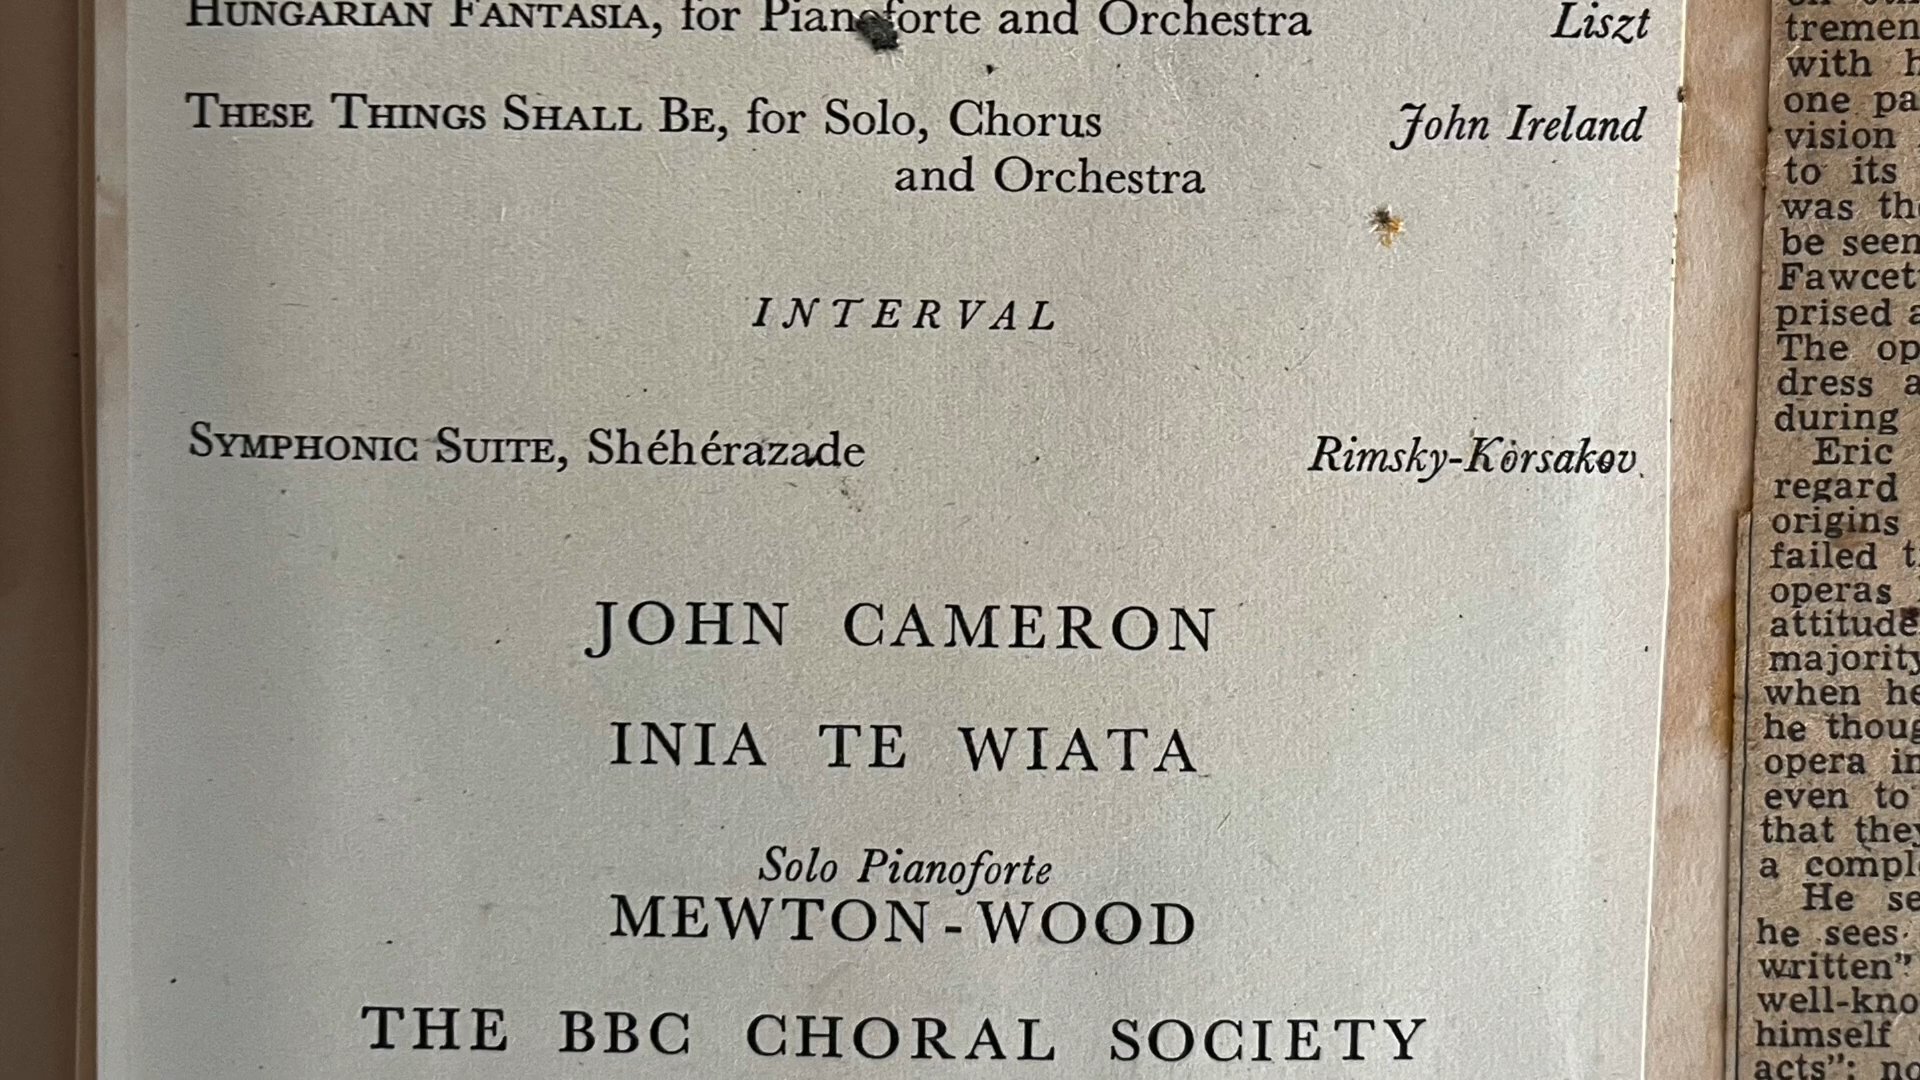 HUNGARIAN FANTASIA, for Pianoforte and Orchestra Liszt
THESE THINGS SHALL BE, for Solo, Chorus John Ireland
and Orchestra
INTERVAL
SYMPHONIC SUITE, Shéhérazade Rimsky-Korsakov
JOHN CAMERON
INIA TE WIATA
Solo Pianoforte
MEWTON-WOOD
THE BBC CHORAL SOCIETY
tremen
with h
one pa
vision
to its
was the
be seen
Fawcet
prised a
The op
dress a
during
Eric
regard
origins
failed t
operas
attitude
majority
when he
he thoug
opera in
even to
that they
a comple
He se
he sees
written"
well-kno
himself
acts"; no